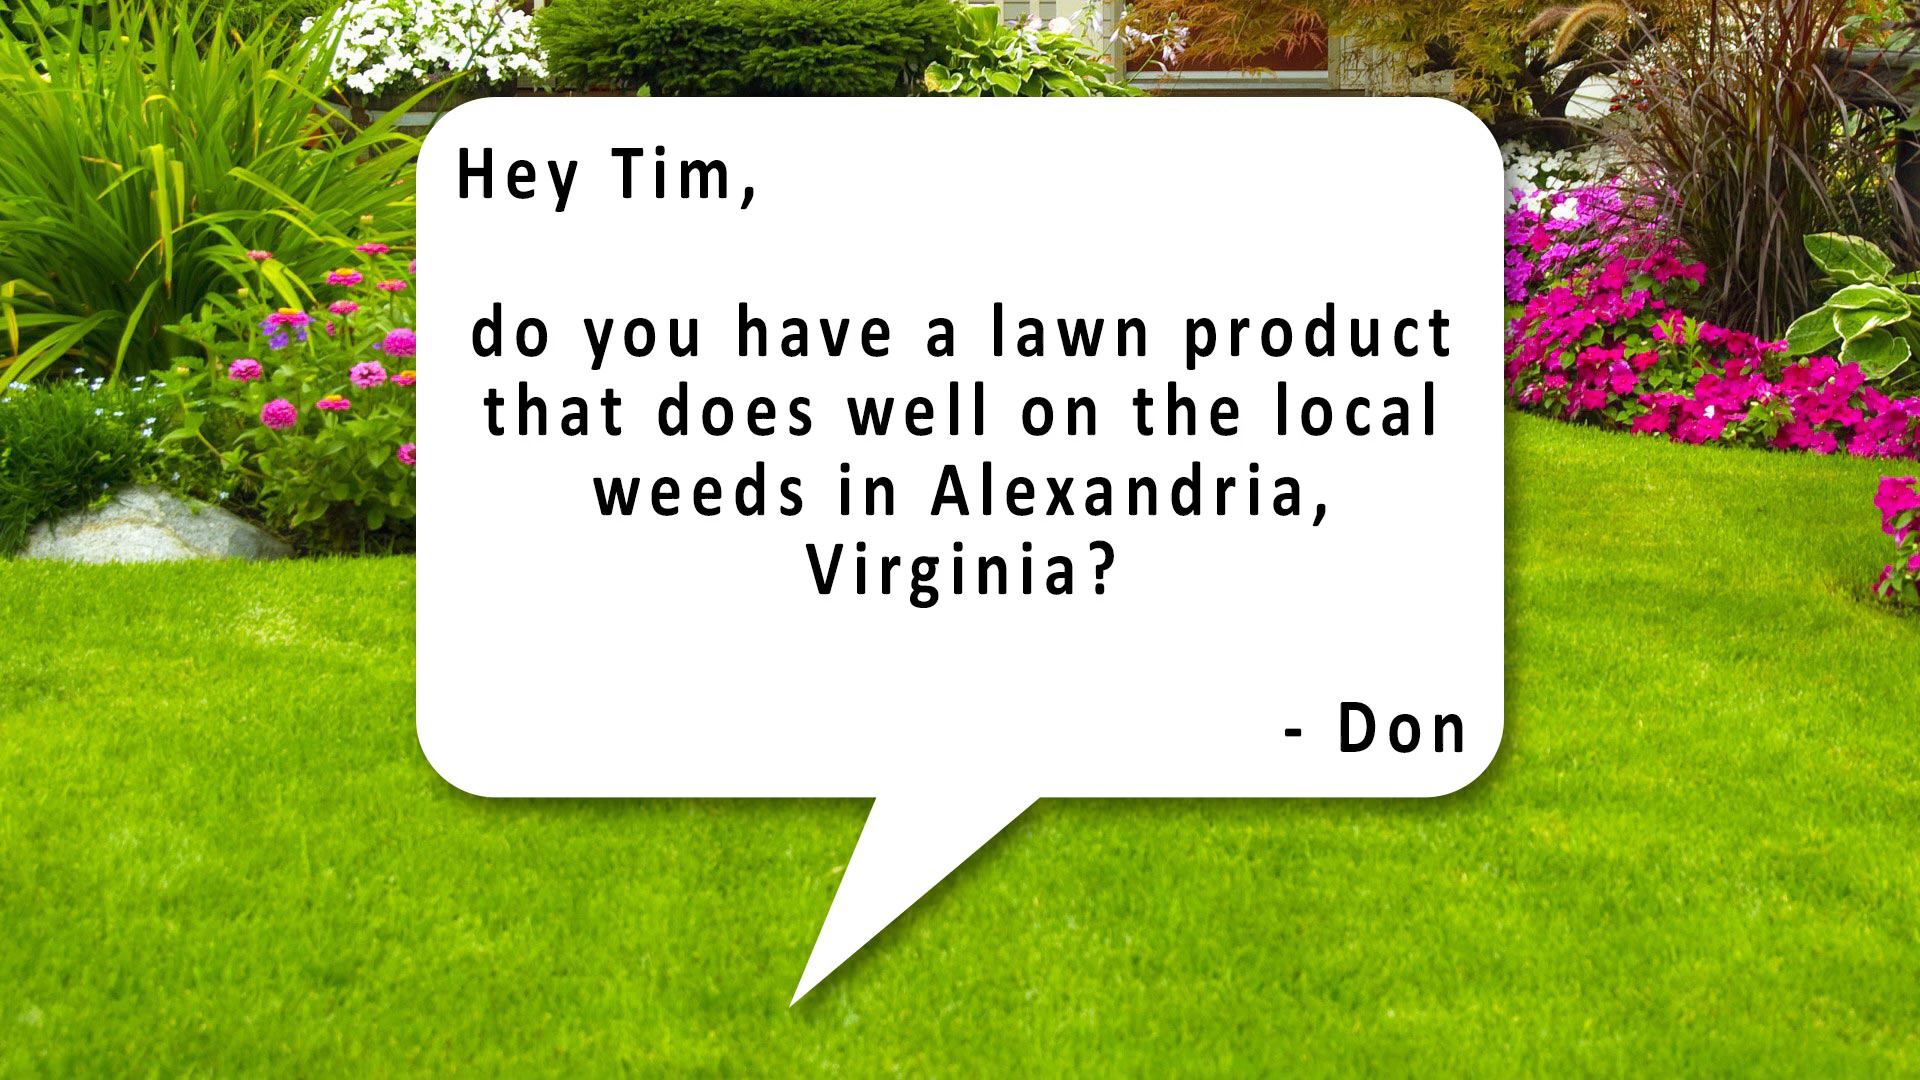 Hey Tim,
do you have a lawn product
that does well on the local
weeds in Alexandria,
Virginia?
- Don